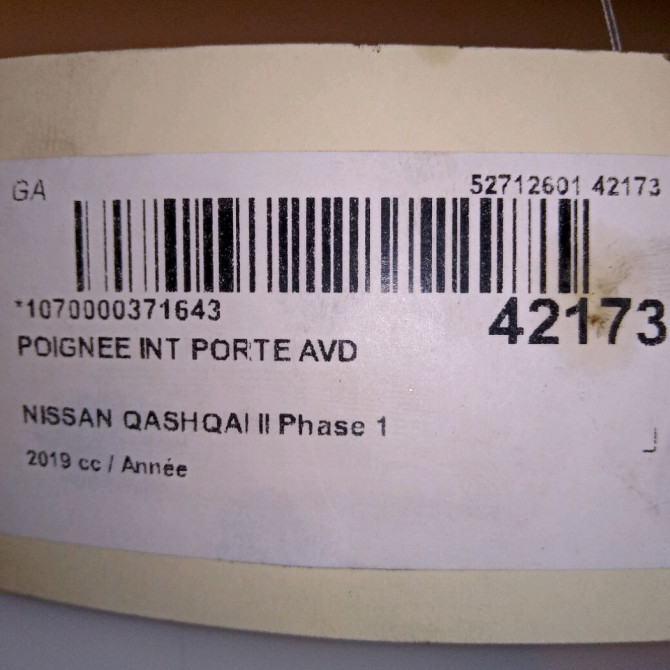 GA 52712601 42173
*1070000371643 42173
POIGNEE INT PORTE AVD
NISSAN QASHQAI II Phase 1
2019 cc / Année